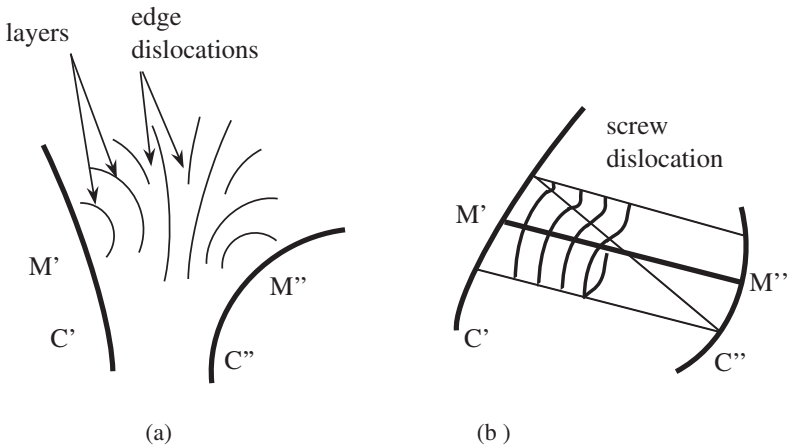 layers
edge
dislocations
M’
C’
M”
C”
(a)
screw
dislocation
M’
M’’
C’
C’’
(b )